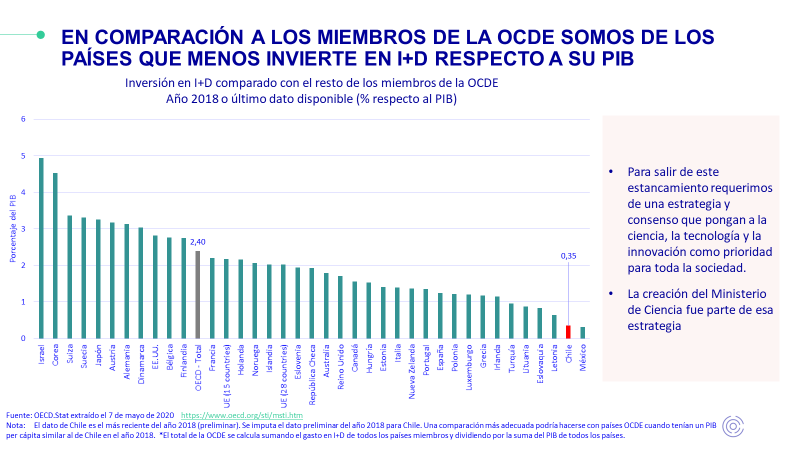 EN COMPARACIÓN A LOS MIEMBROS DE LA OCDE SOMOS DE LOS
PAÍSES QUE MENOS INVIERTE EN I+D RESPECTO A SU PIB
Inversión en I+D comparado con el resto de los miembros de la OCDE
Año 2018 o último dato disponible (% respecto al PIB)
Porcentaje del PIB
6
5
4
3
2
1
0
2,40
0,35
Israel
Corea
Suiza
Suecia
Japón
Austria
Alemania
Dinamarca
EE.UU.
Bélgica
Finlandia
OECD - Total
Francia
UE (15 countries)
Holanda
Noruega
Islandia
UE (28 countries)
Eslovenia
República Checa
Australia
Reino Unido
Canadá
Hungría
Estonia
Italia
Nueva Zelanda
Portugal
España
Polonia
Luxemburgo
Grecia
Irlanda
Turquía
Lituania
Eslovaquia
Letonia
Chile
México
• Para salir de este
estancamiento requerimos
de una estrategia y
consenso que pongan a la
ciencia, la tecnología y la
innovación como prioridad
para toda la sociedad.
• La creación del Ministerio
de Ciencia fue parte de esa
estrategia
Fuente: OECD.Stat extraído el 7 de mayo de 2020 https://www.oecd.org/sti/msti.htm
Nota: El dato de Chile es el más reciente del año 2018 (preliminar). Se imputa el dato preliminar del año 2018 para Chile. Una comparación más adecuada podría hacerse con países OCDE cuando tenían un PIB
per cápita similar al de Chile en el año 2018. *El total de la OCDE se calcula sumando el gasto en I+D de todos los países miembros y dividiendo por la suma del PIB de todos los países.